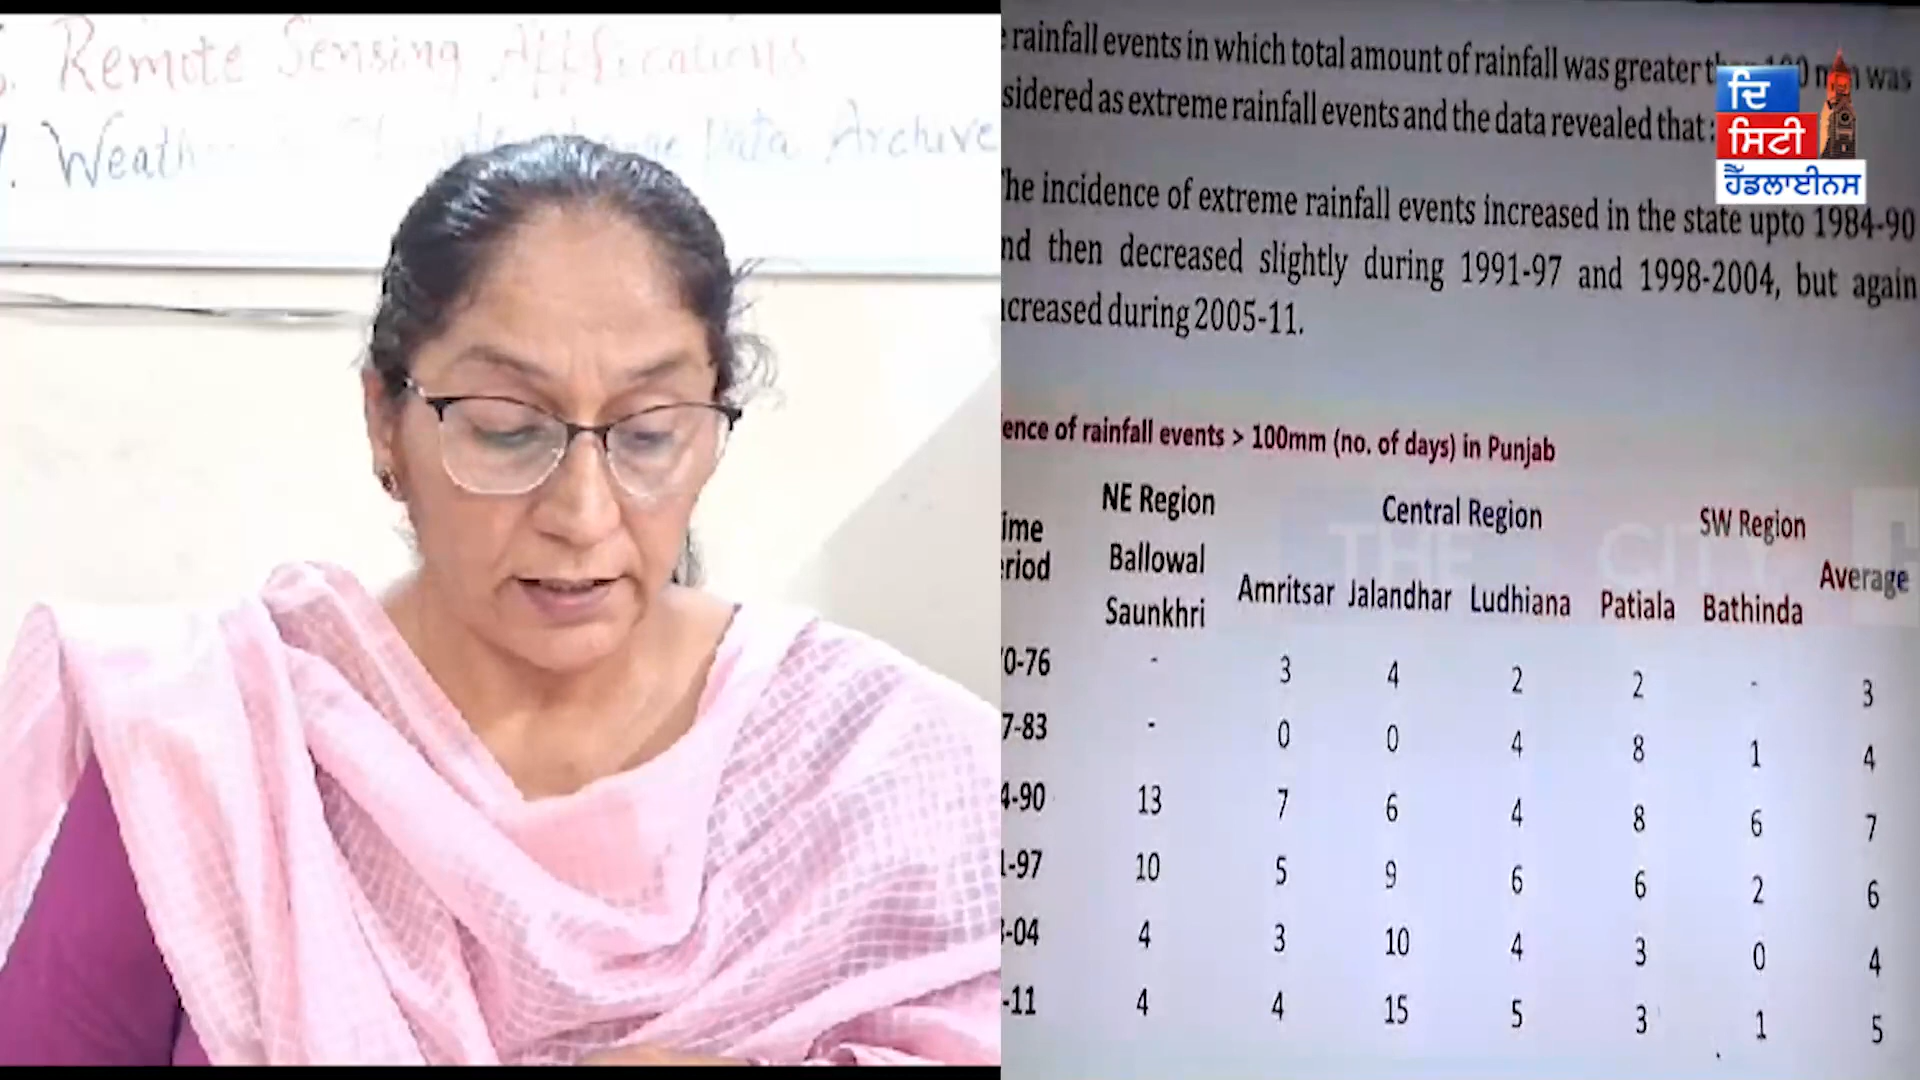 Remote Sensing Applications
Data Archive
rainfall events in which total amount of rainfall was greater was
sidered as extreme rainfall events and the data revealed that :
he incidence of extreme rainfall events increased in the state upto 1984-90
nd then decreased slightly during 1991-97 and 1998-2004, but again
creased during 2005-11.
ence of rainfall events > 100mm (no. of days) in Punjab
ime
eriod
NE Region
Ballowal
Saunkhri
Central Region
Amritsar Jalandhar Ludhiana Patiala
SW Region
Bathinda
Average
0-76 - 3 4 2 2 - 3
7-83 - 0 0 4 8 1 4
4-90 13 7 6 4 8 6 7
-97 10 5 9 6 6 2 6
-04 4 3 10 4 3 0 4
-11 4 4 15 5 3 1 5
ਦਿ
ਸਿਟੀ
ਹੈੱਡਲਾਈਨਸ
THE CITY